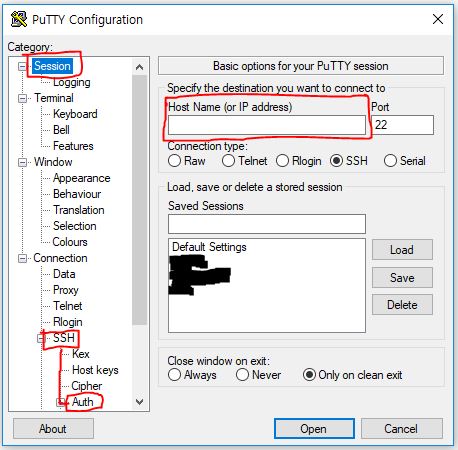 PuTTY Configuration
Category:
Session
Logging
Terminal
Keyboard
Bell
Features
Window
Appearance
Behaviour
Translation
Selection
Colours
Connection
Data
Proxy
Telnet
Rlogin
SSH
Kex
Host keys
Cipher
Auth
Basic options for your PuTTY session
Specify the destination you want to connect to
Host Name (or IP address) Port
22
Connection type:
Raw Telnet Rlogin SSH Serial
Load, save or delete a stored session
Saved Sessions
Default Settings
Load
Save
Delete
Close window on exit:
Always Never Only on clean exit
About Open Cancel